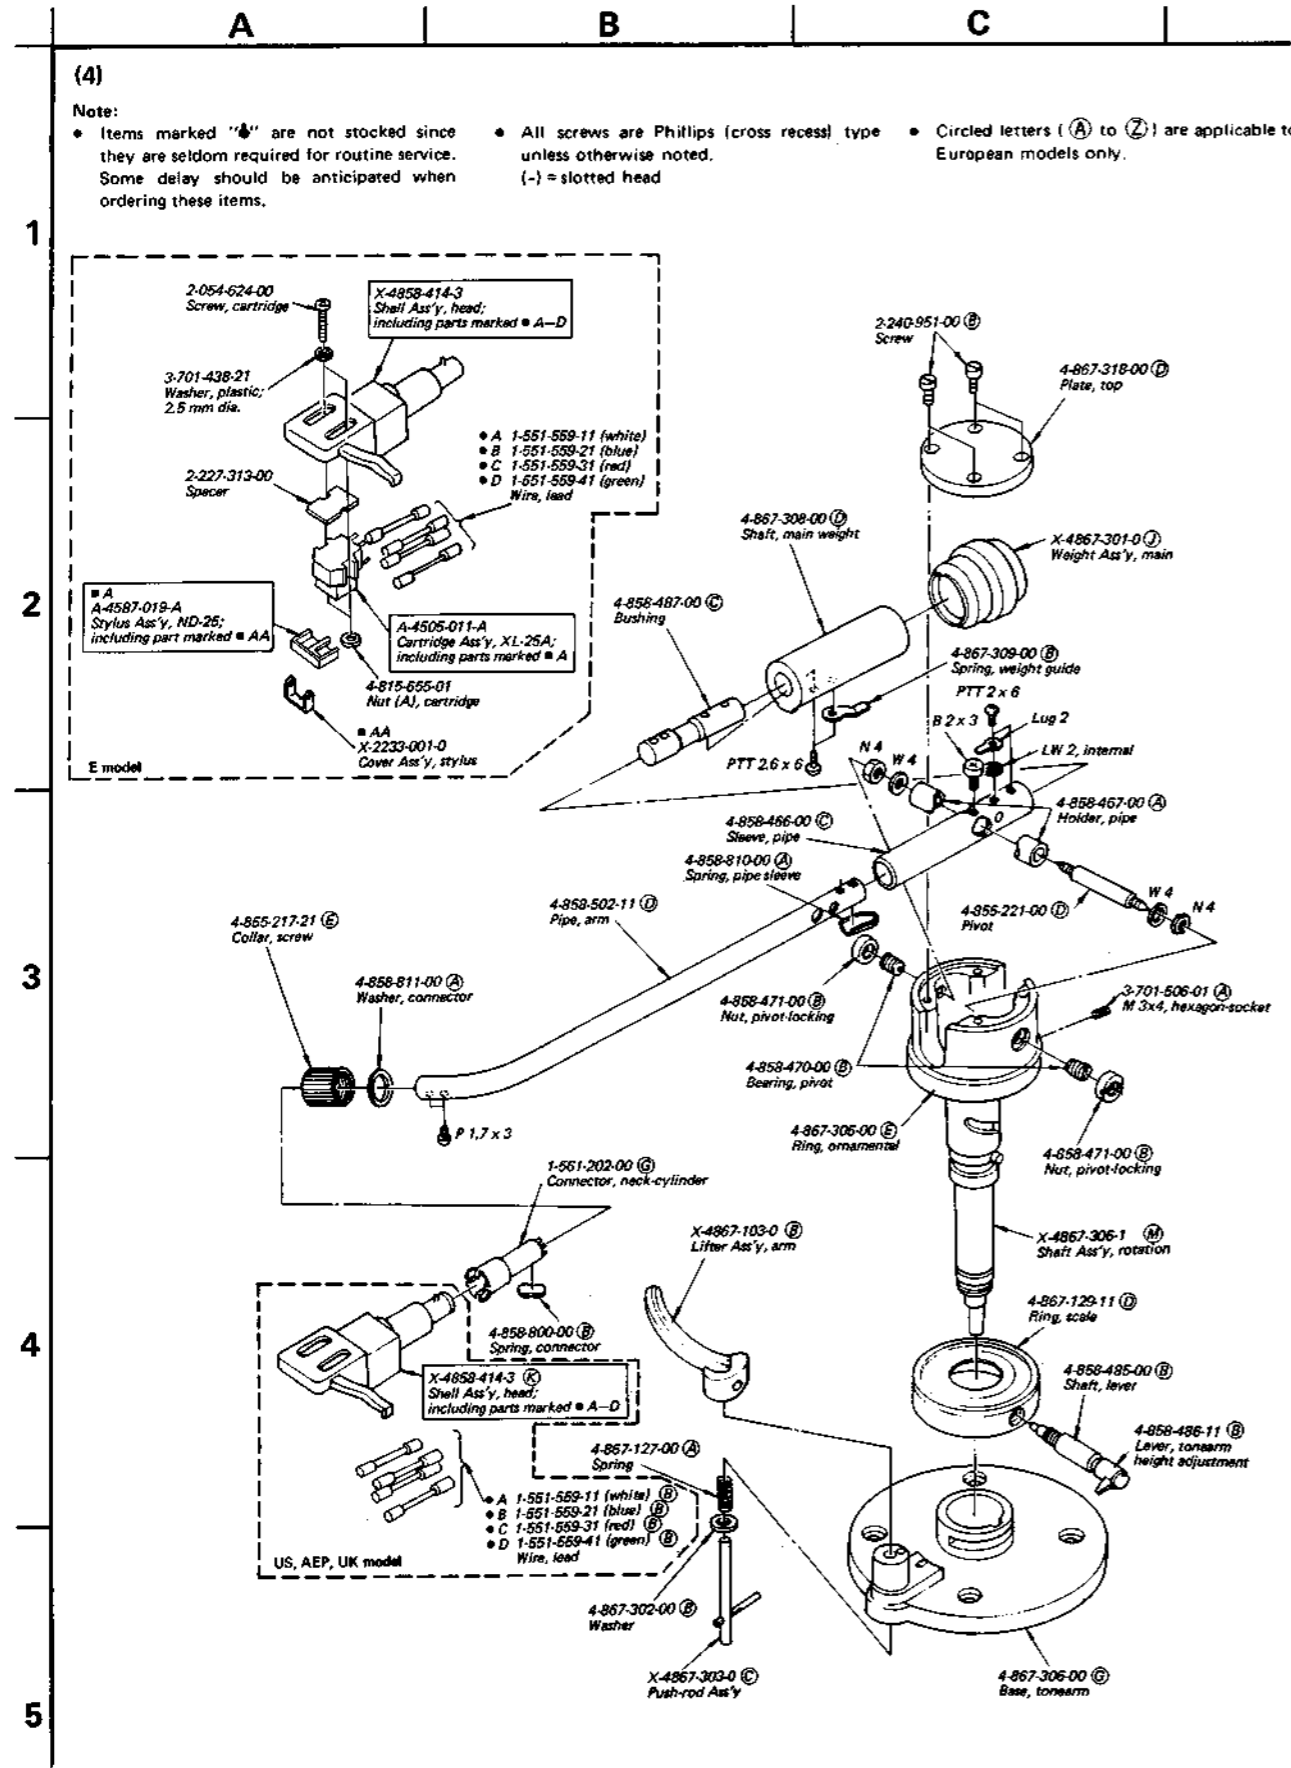 A
B
C
(4)
Note:
● Items marked "♦" are not stocked since
they are seldom required for routine service.
Some delay should be anticipated when
ordering these items.
● All screws are Phillips (cross recess) type
unless otherwise noted.
(-) = slotted head
● Circled letters (Ⓐ to Ⓩ) are applicable to
European models only.
1
2
3
4
5
2-054-624-00
Screw, cartridge
X-4858-414-3
Shell Ass'y, head;
including parts marked ● A—D
3-701-438-21
Washer, plastic;
2.5 mm dia.
● A 1-551-559-11 (white)
● B 1-551-559-21 (blue)
● C 1-551-559-31 (red)
● D 1-551-559-41 (green)
Wire, lead
2-227-313-00
Spacer
■ A
A-4587-019-A
Stylus Ass'y, ND-25;
including part marked ■ AA
A-4505-011-A
Cartridge Ass'y, XL-25A;
including parts marked ■ A
4-815-655-01
Nut (A), cartridge
■ AA
X-2233-001-0
Cover Ass'y, stylus
E model
2-240-951-00 Ⓑ
Screw
4-867-318-00 Ⓓ
Plate, top
4-867-308-00 Ⓓ
Shaft, main weight
X-4867-301-0 Ⓙ
Weight Ass'y, main
4-858-487-00 Ⓒ
Bushing
4-867-309-00 Ⓑ
Spring, weight guide
PTT 2 x 6
B 2 x 3
Lug 2
LW 2, internal
N 4
W 4
PTT 2.6 x 6
4-858-467-00 Ⓐ
Holder, pipe
4-858-466-00 Ⓒ
Sleeve, pipe
4-858-810-00 Ⓐ
Spring, pipe sleeve
4-858-502-11 Ⓓ
Pipe, arm
4-855-221-00 Ⓓ
Pivot
W 4
N 4
4-855-217-21 Ⓔ
Collar, screw
4-858-811-00 Ⓐ
Washer, connector
4-858-471-00 Ⓑ
Nut, pivot-locking
3-701-506-01 Ⓐ
M 3x4, hexagon-socket
4-858-470-00 Ⓑ
Bearing, pivot
P 1.7 x 3
4-867-305-00 Ⓔ
Ring, ornamental
4-858-471-00 Ⓑ
Nut, pivot-locking
1-561-202-00 Ⓖ
Connector, neck-cylinder
X-4867-103-0 Ⓑ
Lifter Ass'y, arm
X-4867-306-1 Ⓜ
Shaft Ass'y, rotation
4-867-129-11 Ⓓ
Ring, scale
4-858-800-00 Ⓑ
Spring, connector
X-4858-414-3 Ⓚ
Shell Ass'y, head;
including parts marked ● A—D
4-858-485-00 Ⓑ
Shaft, lever
4-858-486-11 Ⓑ
Lever, tonearm
height adjustment
4-867-127-00 Ⓐ
Spring
● A 1-551-559-11 (white) Ⓑ
● B 1-551-559-21 (blue) Ⓑ
● C 1-551-559-31 (red) Ⓑ
● D 1-551-559-41 (green) Ⓑ
Wire, lead
US, AEP, UK model
4-867-302-00 Ⓑ
Washer
X-4867-303-0 Ⓒ
Push-rod Ass'y
4-867-306-00 Ⓖ
Base, tonearm